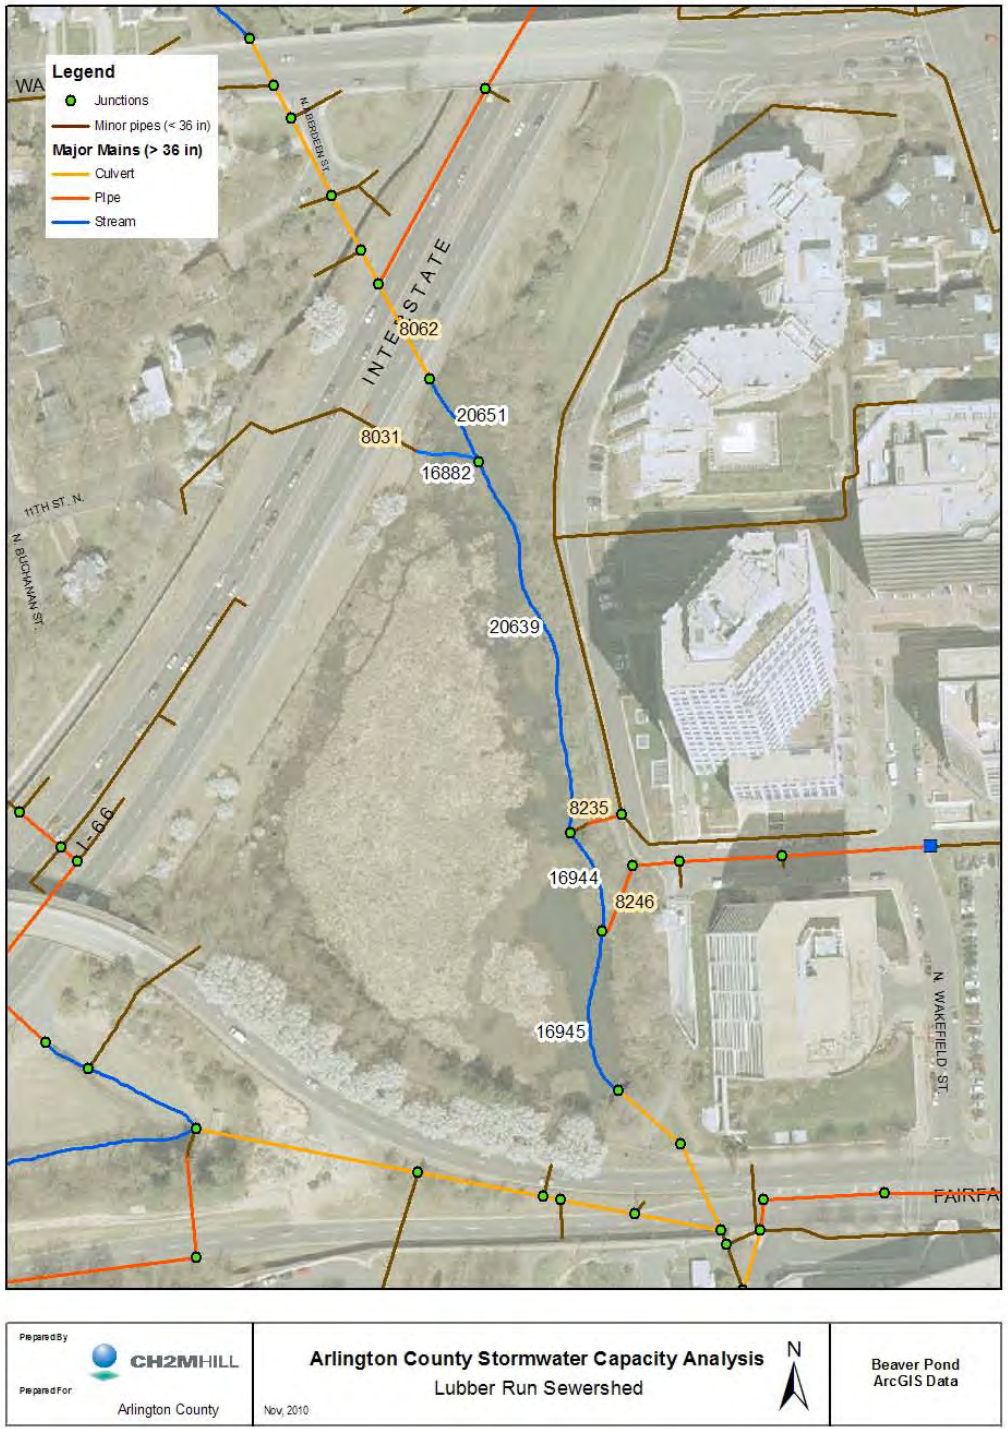 WA
Legend
Junctions
Minor pipes (< 36 in)
Major Mains (> 36 in)
Culvert
Pipe
Stream
N. ABERDEEN ST.
INTERSTATE
8062
20651
8031
16882
11TH ST. N.
N. BUCHANAN ST.
20639
8235
I-66
16944
8246
16945
N. WAKEFIELD ST.
FAIRFA
Prepared By
CH2MHILL
Prepared For
Arlington County
Arlington County Stormwater Capacity Analysis
Lubber Run Sewershed
Nov, 2010
N
Beaver Pond
ArcGIS Data